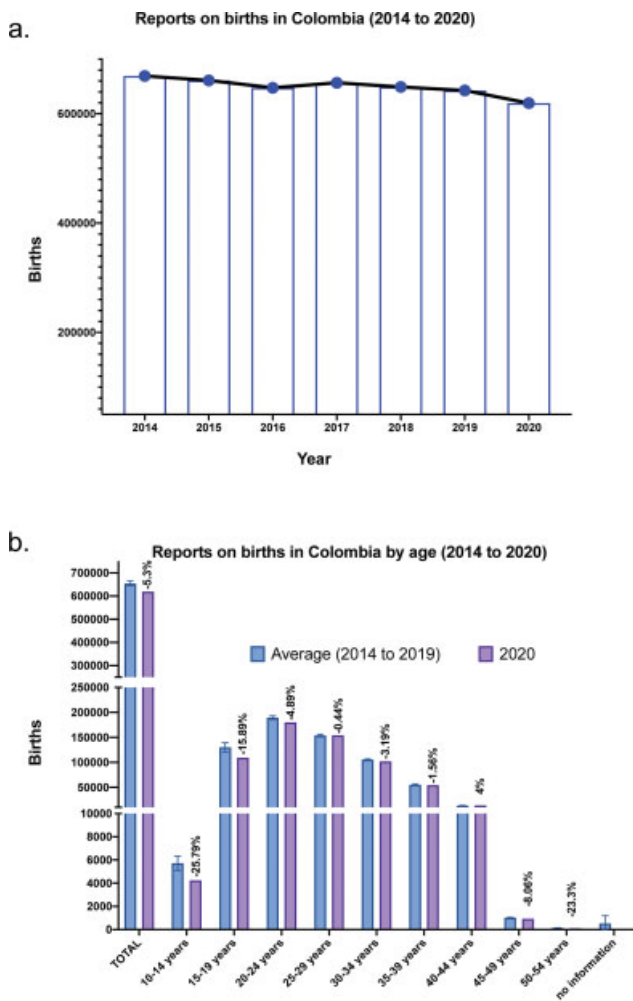 a.
Reports on births in Colombia (2014 to 2020)
600000
400000
200000
Births
2014 2015 2016 2017 2018 2019 2020
Year
b.
Reports on births in Colombia by age (2014 to 2020)
700000
600000
500000
400000
300000
250000
200000
150000
100000
50000
10000
8000
6000
4000
2000
0
Births
Average (2014 to 2019) 2020
-5.3%
-25.79%
-15.89%
-4.89%
-0.44%
-3.19%
-1.56%
4%
-8.06%
-23.3%
TOTAL
10-14 years
15-19 years
20-24 years
25-29 years
30-34 years
35-39 years
40-44 years
45-49 years
50-54 years
no information